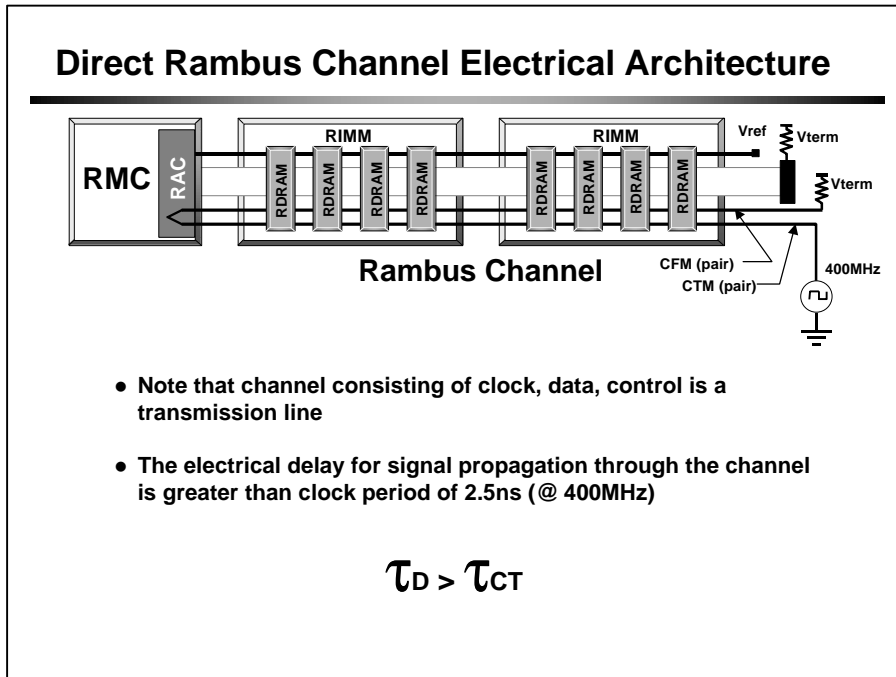 Direct Rambus Channel Electrical Architecture
RMC
RAC
RIMM
RDRAM
RDRAM
RDRAM
RDRAM
RIMM
RDRAM
RDRAM
RDRAM
RDRAM
Vref
Vterm
Vterm
Rambus Channel
CFM (pair)
CTM (pair)
400MHz
● Note that channel consisting of clock, data, control is a
transmission line
● The electrical delay for signal propagation through the channel
is greater than clock period of 2.5ns (@ 400MHz)
τD > τCT